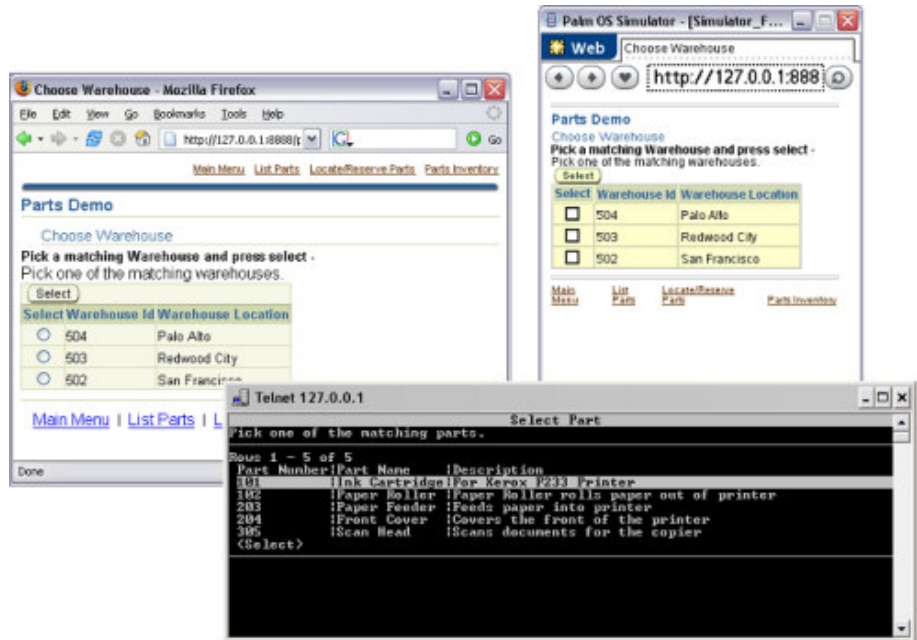 Choose Warehouse - Mozilla Firefox
File Edit View Go Bookmarks Tools Help
http://127.0.0.1:8888/p Go
Main Menu List Parts Locate/Reserve Parts Parts Inventory
Parts Demo
Choose Warehouse
Pick a matching Warehouse and press select -
Pick one of the matching warehouses.
Select
Select Warehouse Id Warehouse Location
504 Palo Alto
503 Redwood City
502 San Francisco
Main Menu | List Parts | L
Done
Palm OS Simulator - [Simulator_F...
Web Choose Warehouse
http://127.0.0.1:888
Parts Demo
Choose Warehouse
Pick a matching Warehouse and press select -
Pick one of the matching warehouses.
Select
Select Warehouse Id Warehouse Location
504 Palo Alto
503 Redwood City
502 San Francisco
Main List Locate/Reserve
Menu Parts Parts Parts Inventory
Telnet 127.0.0.1
Select Part
Pick one of the matching parts.
Rows 1 - 5 of 5
Part Number|Part Name |Description
101 |Ink Cartridge|For Xerox P233 Printer
102 |Paper Roller |Paper Roller rolls paper out of printer
203 |Paper Feeder |Feeds paper into printer
204 |Front Cover |Covers the front of the printer
305 |Scan Head |Scans documents for the copier
<Select>